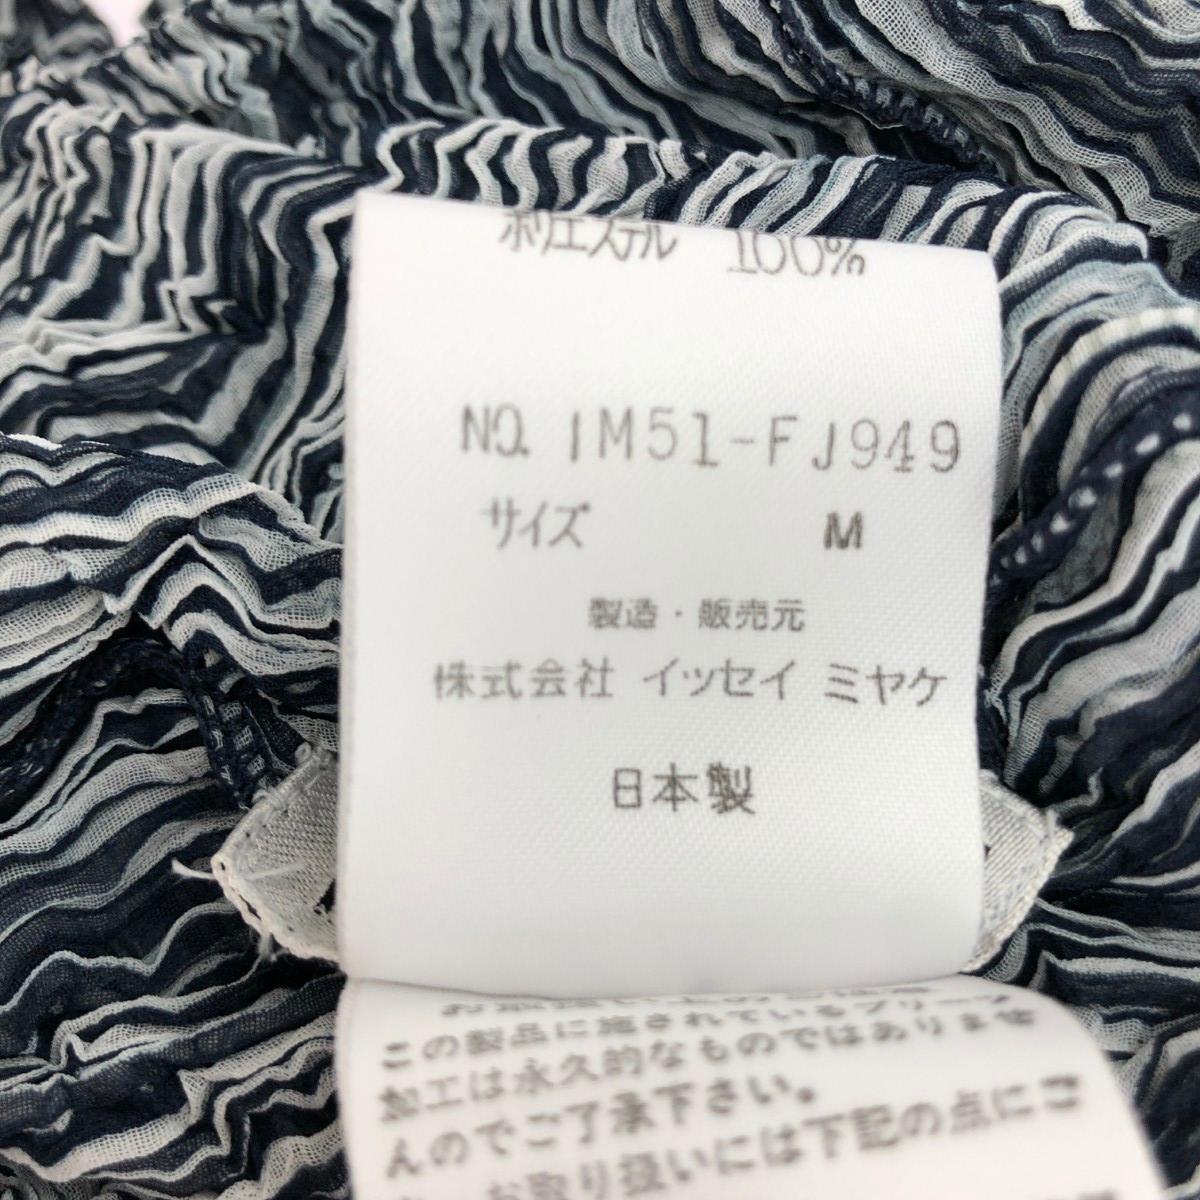 ポリエステル 100%
NO. IM51-FJ949
サイズ M
製造・販売元
株式会社 イッセイ ミヤケ
日本製
この製品に施されているプリーツ
加工は永久的なものではありませ
んのでご了承下さい。
お取り扱いには下記の点にご